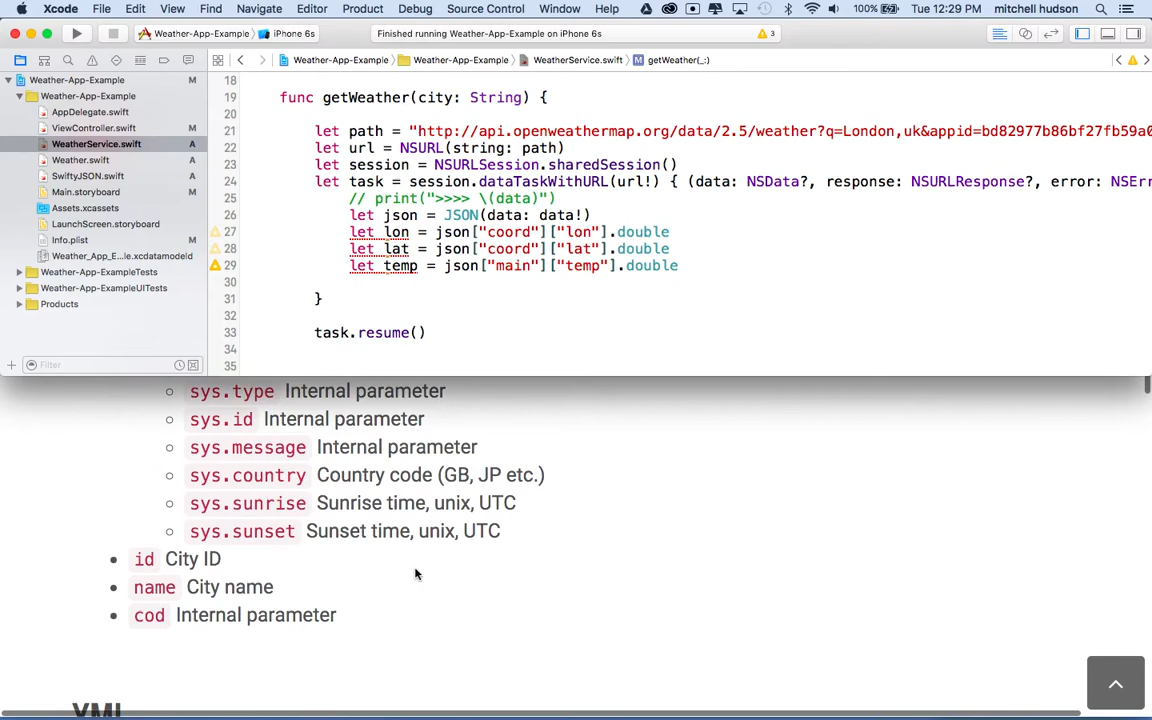 Xcode File Edit View Find Navigate Editor Product Debug Source Control Window Help 100% Tue 12:29 PM mitchell hudson
Weather-App-Example iPhone 6s Finished running Weather-App-Example on iPhone 6s 3
Weather-App-Example Weather-App-Example WeatherService.swift M getWeather(_:)
Weather-App-Example M
Weather-App-Example
AppDelegate.swift
ViewController.swift M
WeatherService.swift A
Weather.swift A
SwiftyJSON.swift A
Main.storyboard M
Assets.xcassets
LaunchScreen.storyboard
Info.plist M
Weather_App_E...le.xcdatamodeld
Weather-App-ExampleTests
Weather-App-ExampleUITests
Products
Filter
18
19 func getWeather(city: String) {
20
21 let path = "http://api.openweathermap.org/data/2.5/weather?q=London,uk&appid=bd82977b86bf27fb59a0
22 let url = NSURL(string: path)
23 let session = NSURLSession.sharedSession()
24 let task = session.dataTaskWithURL(url!) { (data: NSData?, response: NSURLResponse?, error: NSErr
25 // print(">>>> \(data)")
26 let json = JSON(data: data!)
27 let lon = json["coord"]["lon"].double
28 let lat = json["coord"]["lat"].double
29 let temp = json["main"]["temp"].double
30
31 }
32
33 task.resume()
34
35
sys.type Internal parameter
sys.id Internal parameter
sys.message Internal parameter
sys.country Country code (GB, JP etc.)
sys.sunrise Sunrise time, unix, UTC
sys.sunset Sunset time, unix, UTC
id City ID
name City name
cod Internal parameter
XML